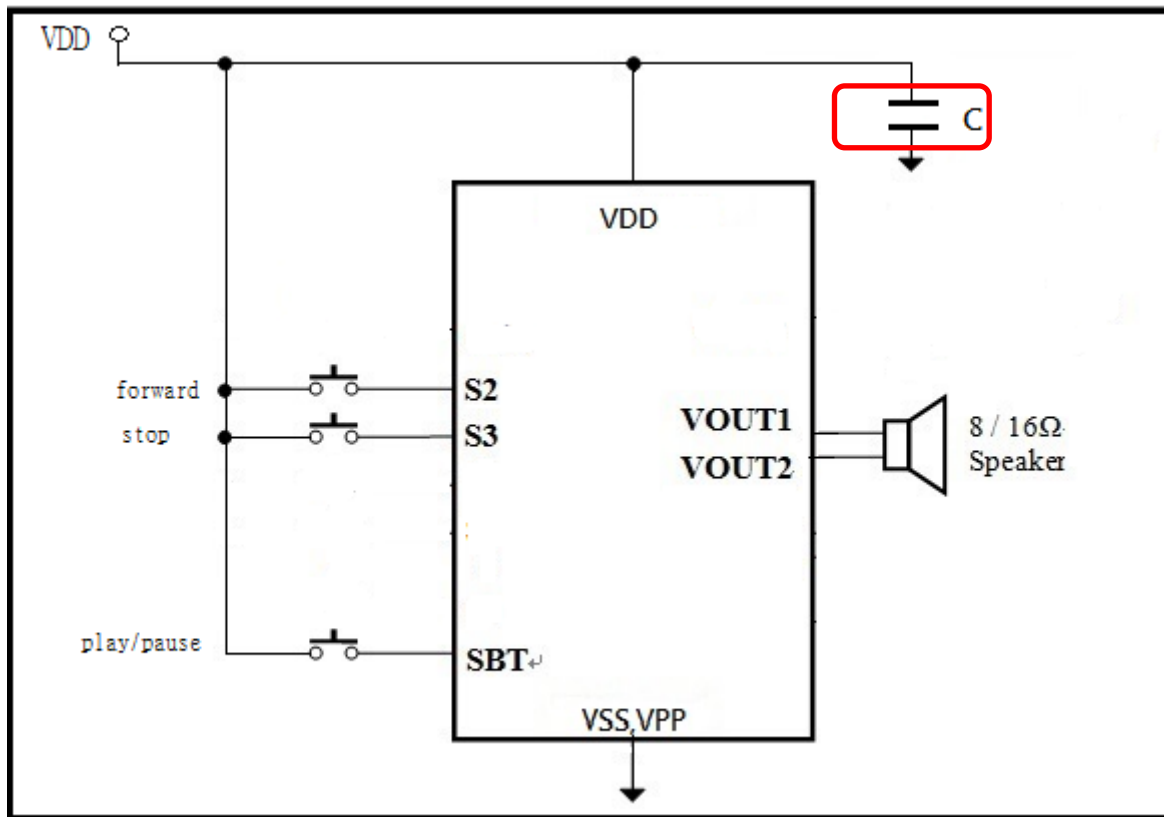 VDD
C
VDD
forward
S2
stop
S3
VOUT1
VOUT2
8 / 16Ω
Speaker
play/pause
SBT↵
VSS,VPP